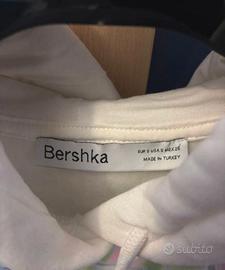 Bershka
EUR S USA S MEX 26
MADE IN TURKEY
subito